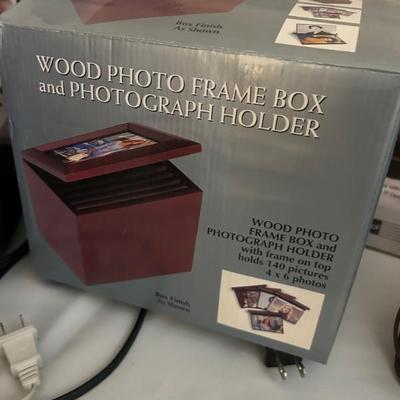 Box Finish
As Shown
WOOD PHOTO FRAME BOX
and PHOTOGRAPH HOLDER
WOOD PHOTO
FRAME BOX and
PHOTOGRAPH HOLDER
with frame on top
holds 140 pictures
4 x 6 photos
Box Finish
As Shown